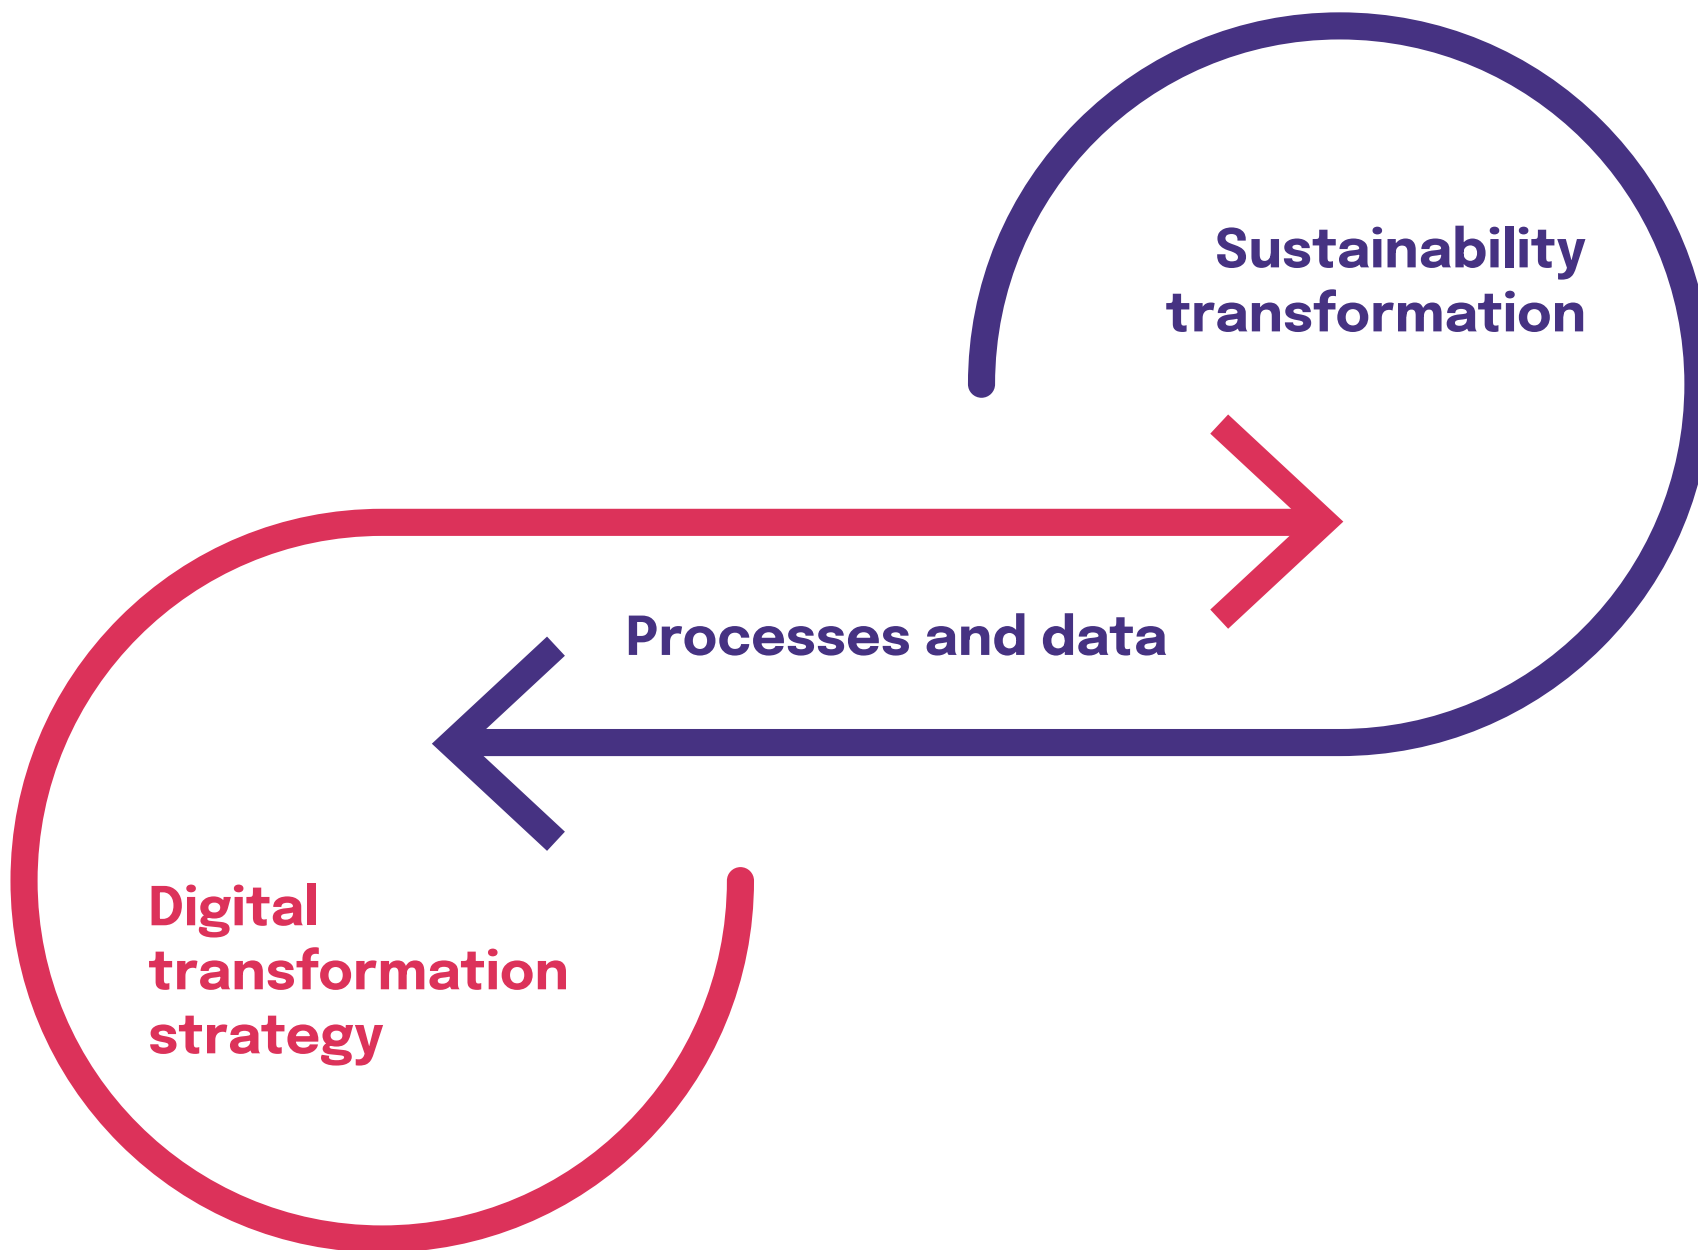 Sustainability
transformation
Processes and data
Digital
transformation
strategy